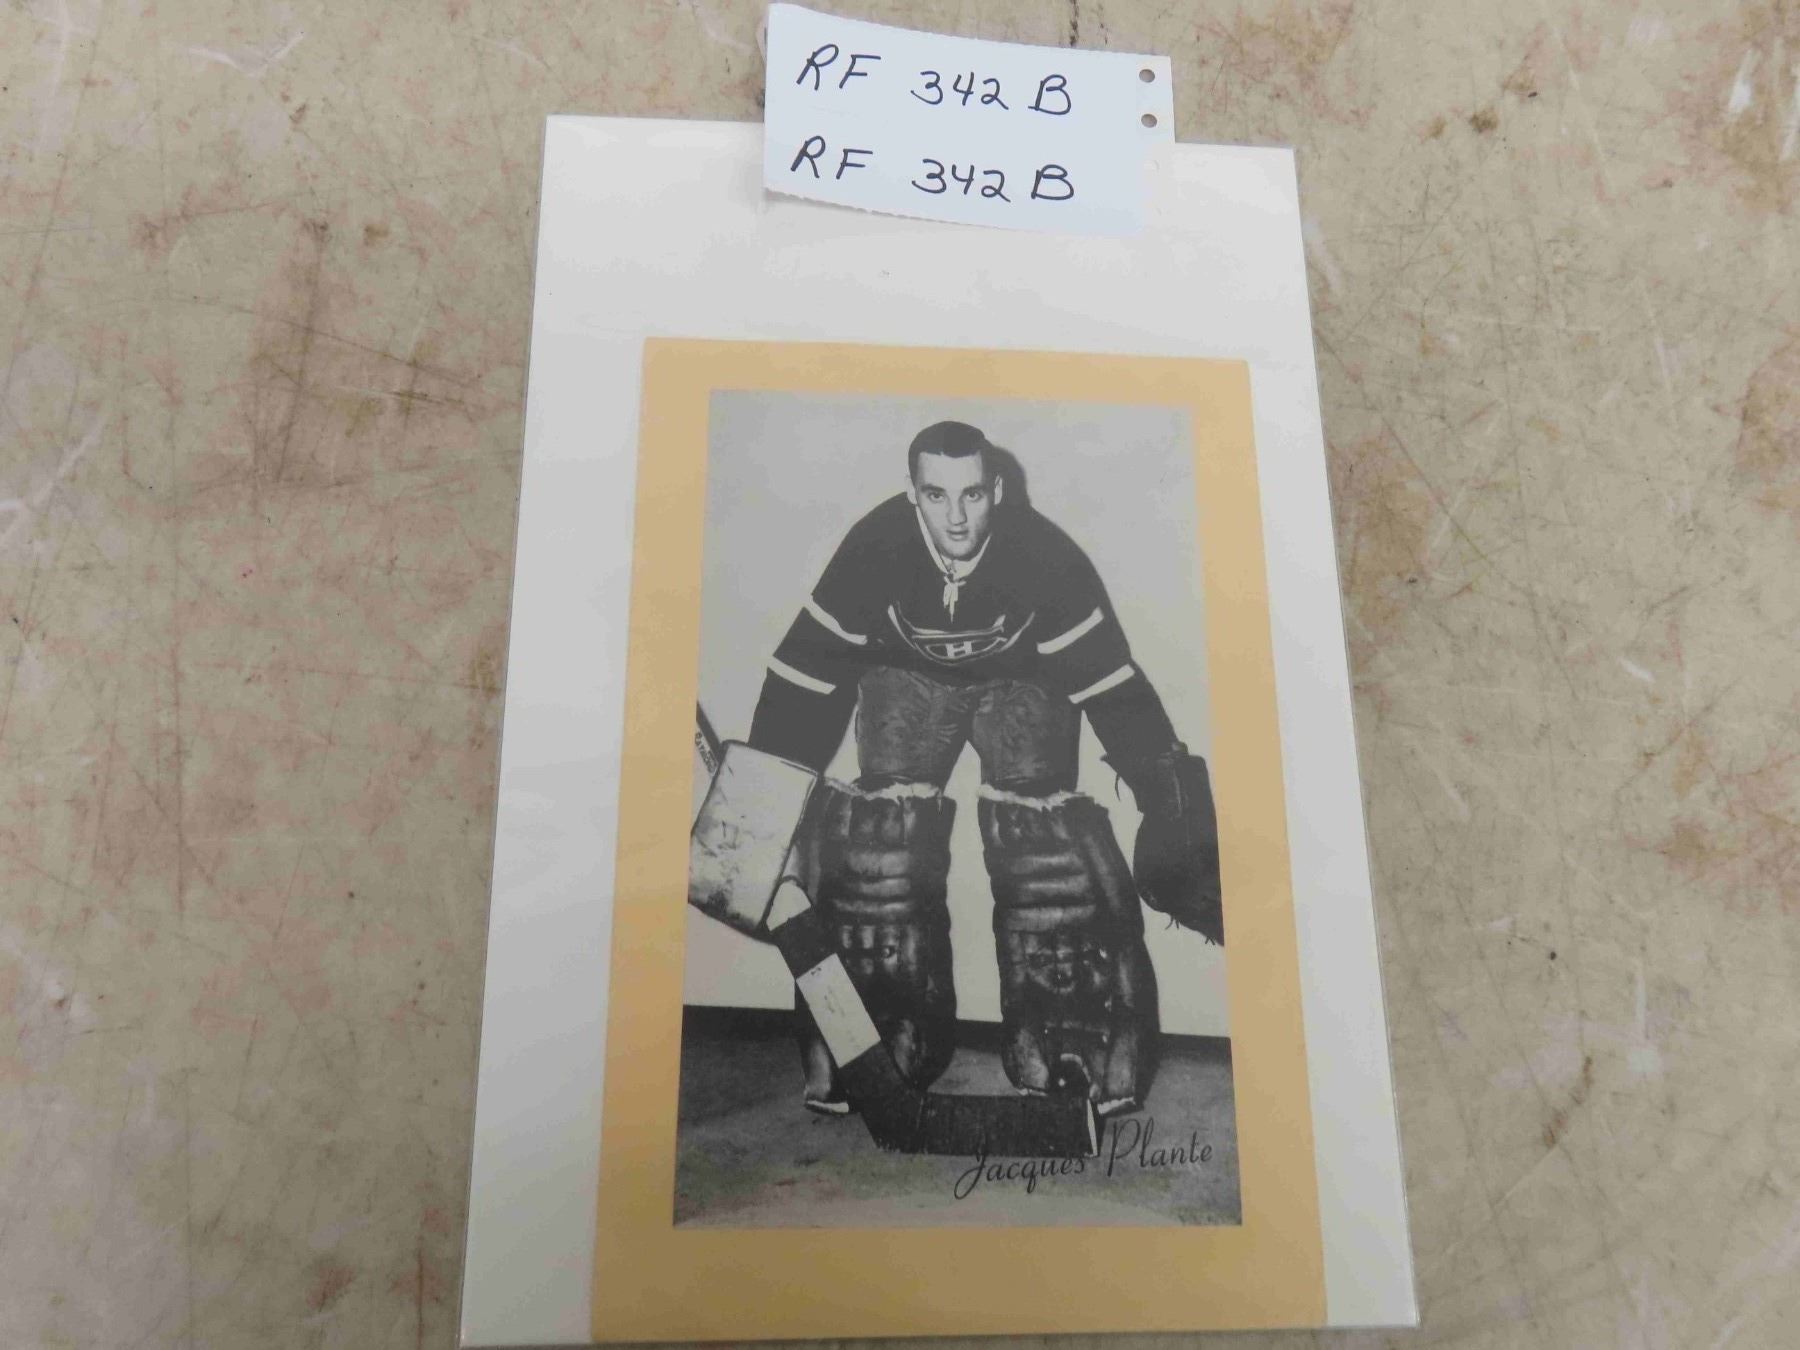 RF 342 B
RF 342 B
H
Jacques Plante